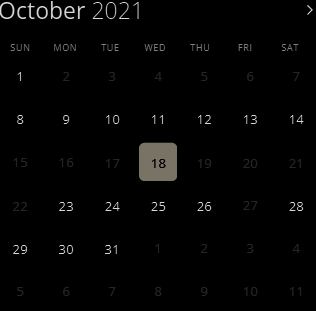 October 2021
SUN MON TUE WED THU FRI SAT
1 2 3 4 5 6 7
8 9 10 11 12 13 14
15 16 17 18 19 20 21
22 23 24 25 26 27 28
29 30 31 1 2 3 4
5 6 7 8 9 10 11